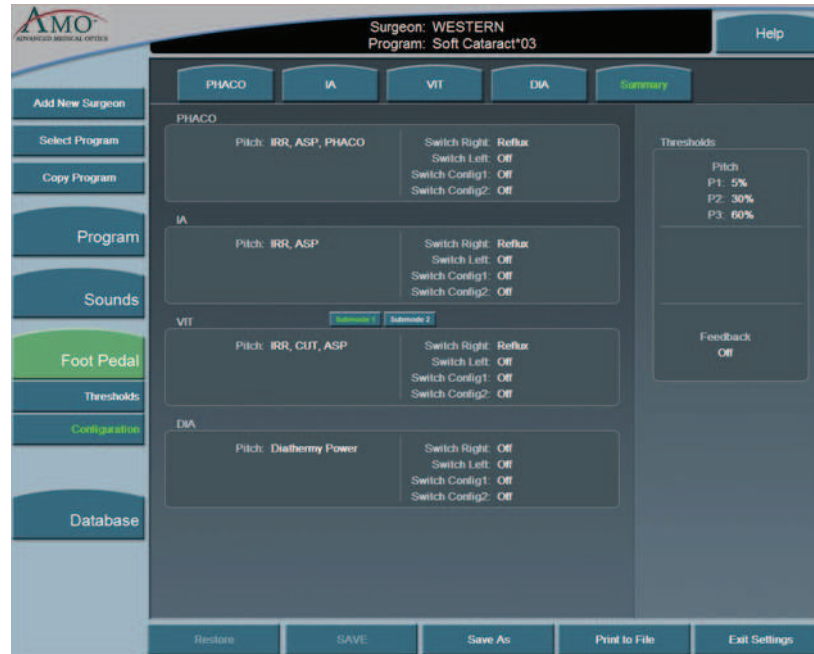 AMO
ADVANCED MEDICAL OPTICS
Surgeon: WESTERN
Program: Soft Cataract*03
Help
PHACO
IA
VIT
DIA
Summary
Add New Surgeon
Select Program
Copy Program
Program
Sounds
Foot Pedal
Thresholds
Configuration
Database
PHACO
Pitch: IRR, ASP, PHACO
Switch Right: Reflux
Switch Left: Off
Switch Config1: Off
Switch Config2: Off
IA
Pitch: IRR, ASP
Switch Right: Reflux
Switch Left: Off
Switch Config1: Off
Switch Config2: Off
VIT
Submode 1
Submode 2
Pitch: IRR, CUT, ASP
Switch Right: Reflux
Switch Left: Off
Switch Config1: Off
Switch Config2: Off
DIA
Pitch: Diathermy Power
Switch Right: Off
Switch Left: Off
Switch Config1: Off
Switch Config2: Off
Thresholds
Pitch
P1: 5%
P2: 30%
P3: 60%
Feedback
Off
Restore
SAVE
Save As
Print to File
Exit Settings